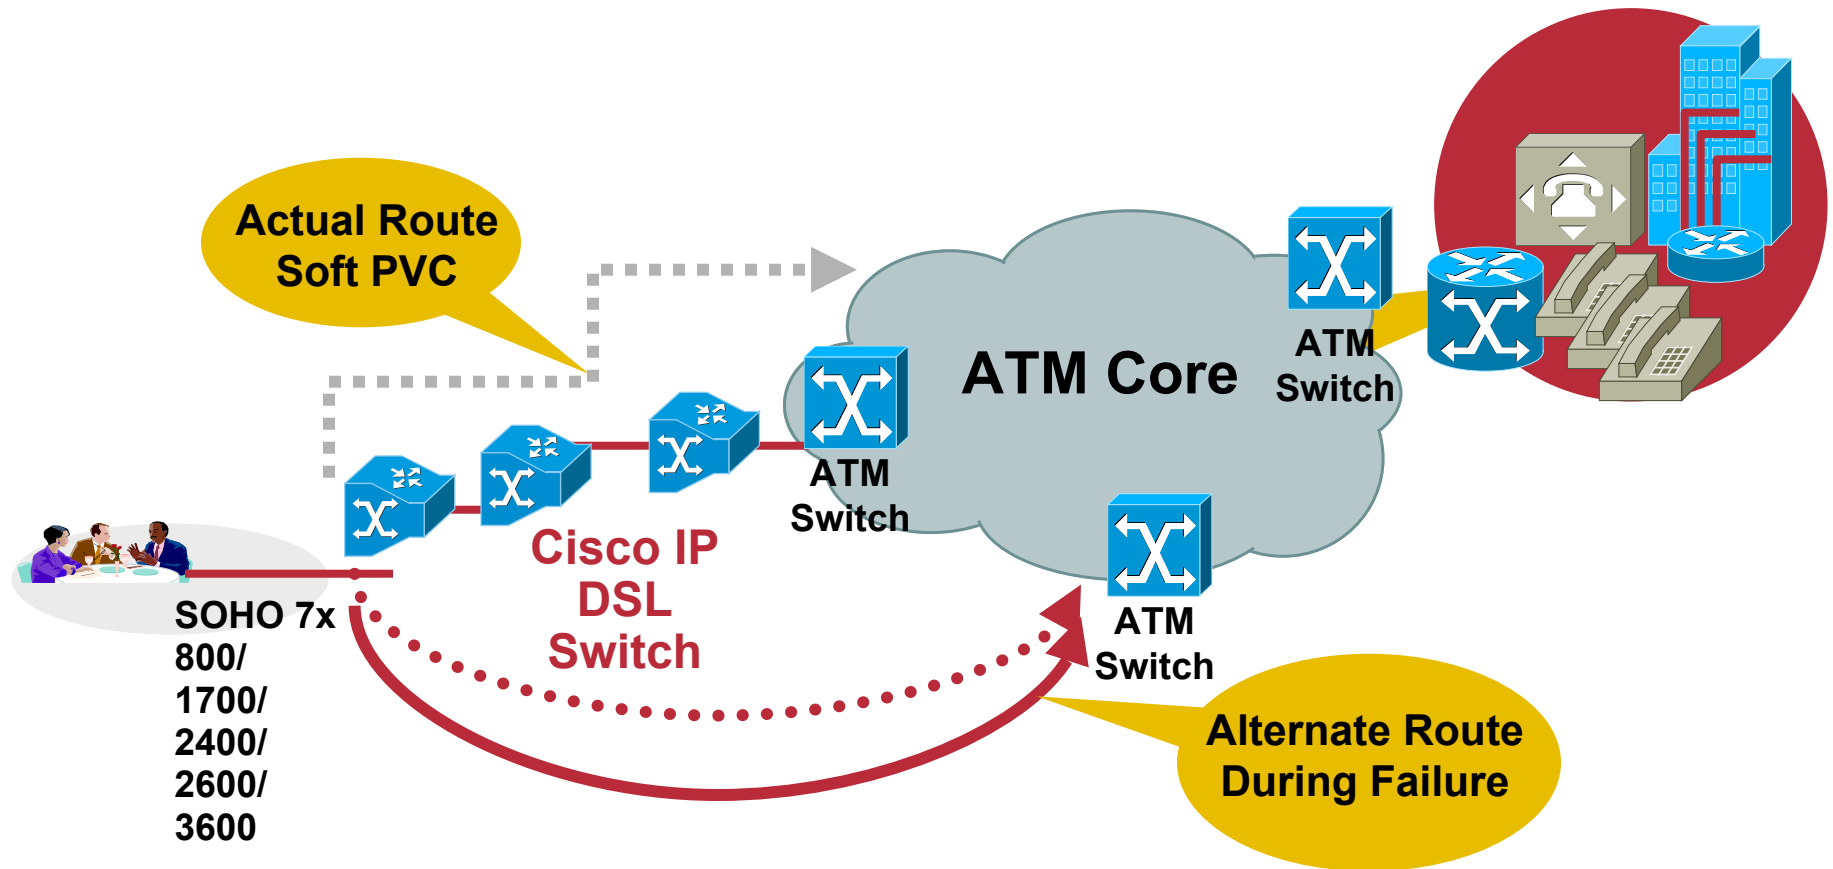 Actual Route
Soft PVC
ATM Core
ATM
Switch
ATM
Switch
Cisco IP
DSL
Switch
SOHO 7x
800/
1700/
2400/
2600/
3600
ATM
Switch
Alternate Route
During Failure